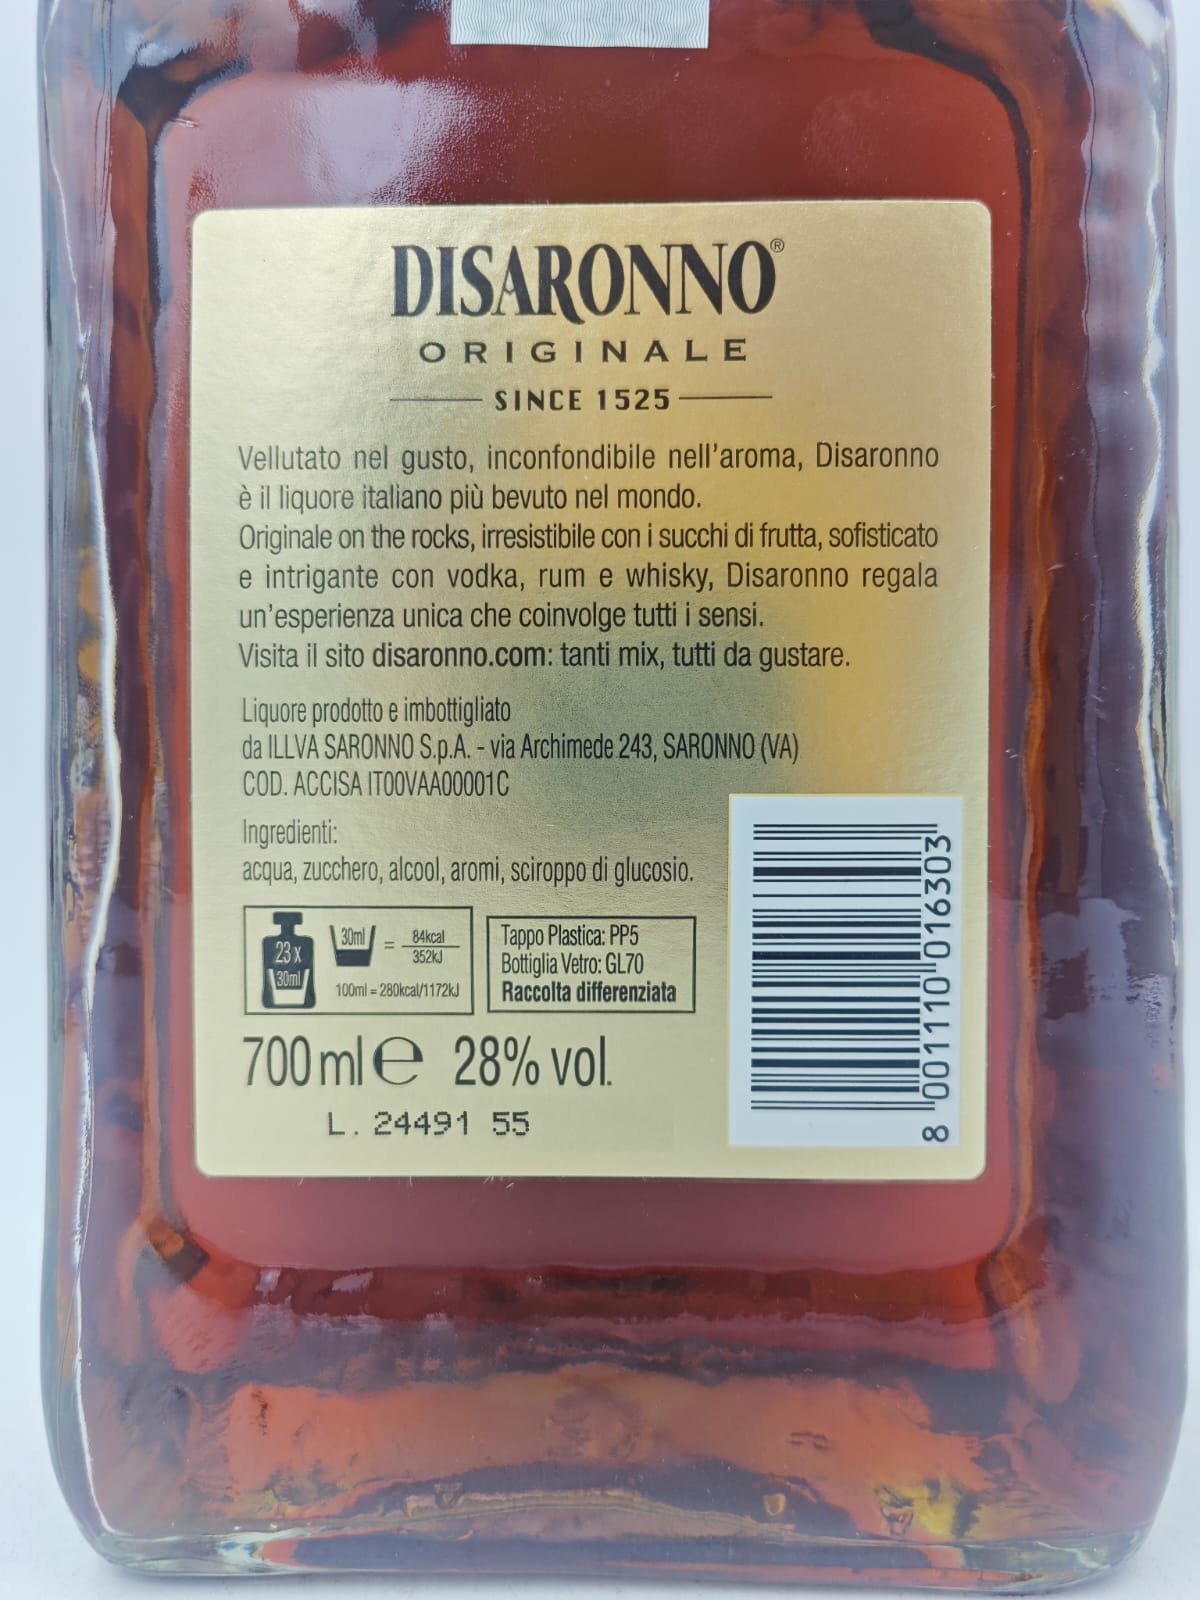 DISARONNO®
ORIGINALE
SINCE 1525
Vellutato nel gusto, inconfondibile nell'aroma, Disaronno
è il liquore italiano più bevuto nel mondo.
Originale on the rocks, irresistibile con i succhi di frutta, sofisticato
e intrigante con vodka, rum e whisky, Disaronno regala
un'esperienza unica che coinvolge tutti i sensi.
Visita il sito disaronno.com: tanti mix, tutti da gustare.
Liquore prodotto e imbottigliato
da ILLVA SARONNO S.p.A. - via Archimede 243, SARONNO (VA)
COD. ACCISA IT00VAA00001C
Ingredienti:
acqua, zucchero, alcool, aromi, sciroppo di glucosio.
23 x
30ml
30ml = 84kcal
352kJ
100ml = 280kcal/1172kJ
Tappo Plastica: PP5
Bottiglia Vetro: GL70
Raccolta differenziata
700 ml e 28% vol.
L. 24491 55
8 001110 016303